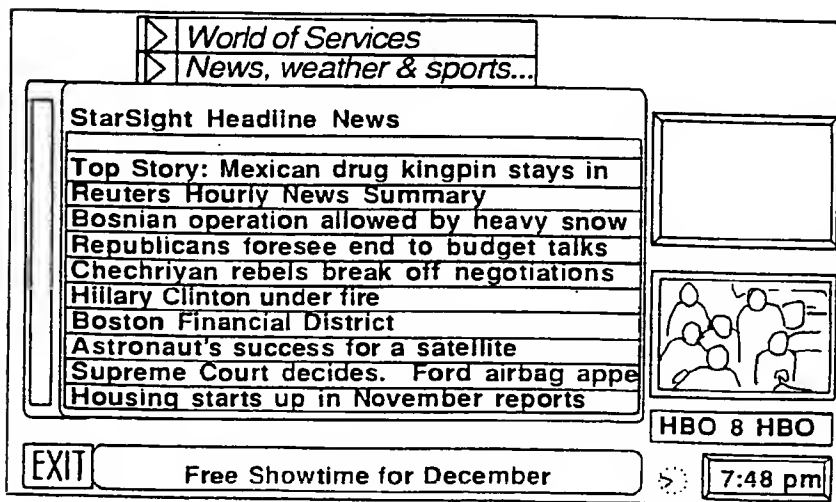 World of Services
News, weather & sports...
StarSight Headline News
Top Story: Mexican drug kingpin stays in
Reuters Hourly News Summary
Bosnian operation allowed by heavy snow
Republicans foresee end to budget talks
Chechriyan rebels break off negotiations
Hillary Clinton under fire
Boston Financial District
Astronaut's success for a satellite
Supreme Court decides. Ford airbag appe
Housing starts up in November reports
HBO 8 HBO
EXIT
Free Showtime for December
7:48 pm